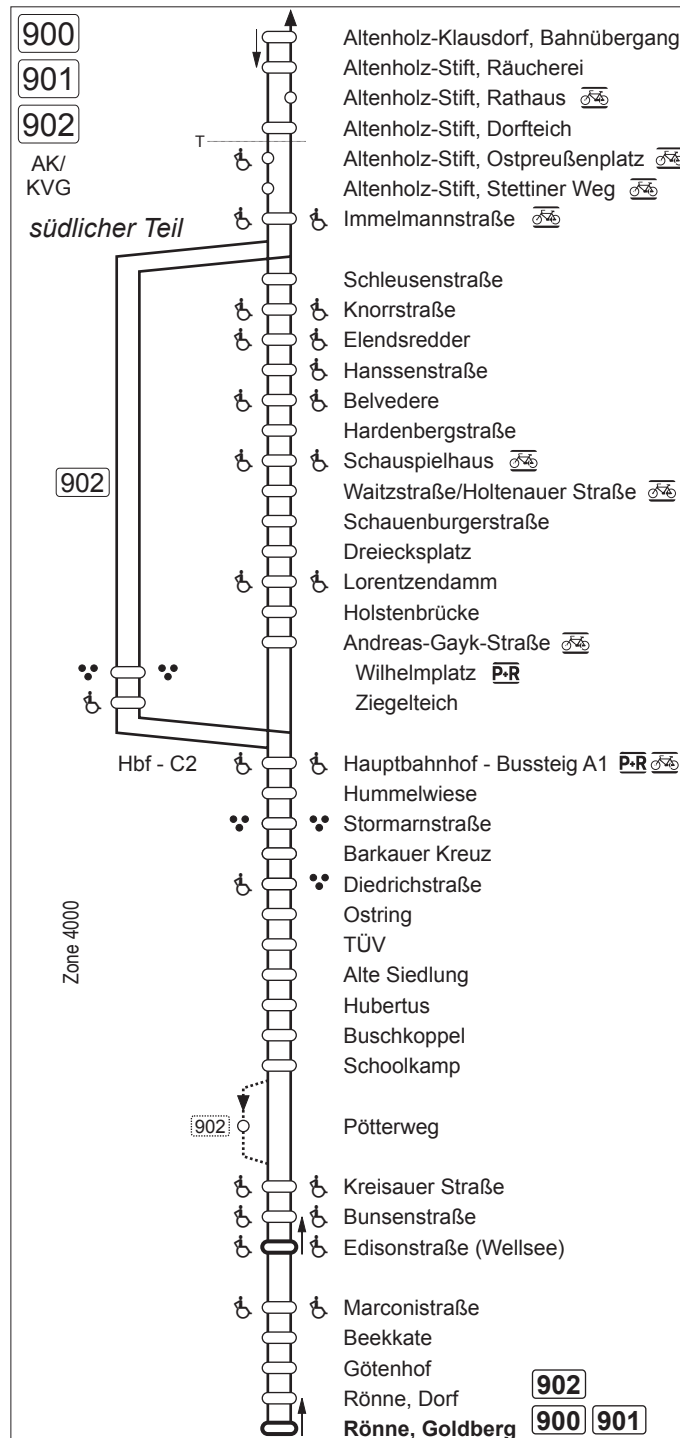 900
901
902
AK/
KVG
südlicher Teil
Altenholz-Klausdorf, Bahnübergang
Altenholz-Stift, Räucherei
Altenholz-Stift, Rathaus
Altenholz-Stift, Dorfteich
T
Altenholz-Stift, Ostpreußenplatz
Altenholz-Stift, Stettiner Weg
Immelmannstraße
Schleusenstraße
Knorrstraße
Elendsredder
Hanssenstraße
Belvedere
Hardenbergstraße
Schauspielhaus
902
Waitzstraße/Holtenauer Straße
Schauenburgerstraße
Dreiecksplatz
Lorentzendamm
Holstenbrücke
Andreas-Gayk-Straße
Wilhelmplatz P+R
Ziegelteich
Hbf - C2 Hauptbahnhof - Bussteig A1 P+R
Hummelwiese
Stormarnstraße
Barkauer Kreuz
Diedrichstraße
Ostring
Zone 4000
TÜV
Alte Siedlung
Hubertus
Buschkoppel
Schoolkamp
902 Pötterweg
Kreisauer Straße
Bunsenstraße
Edisonstraße (Wellsee)
Marconistraße
Beekkate
Götenhof
Rönne, Dorf 902
Rönne, Goldberg 900 901